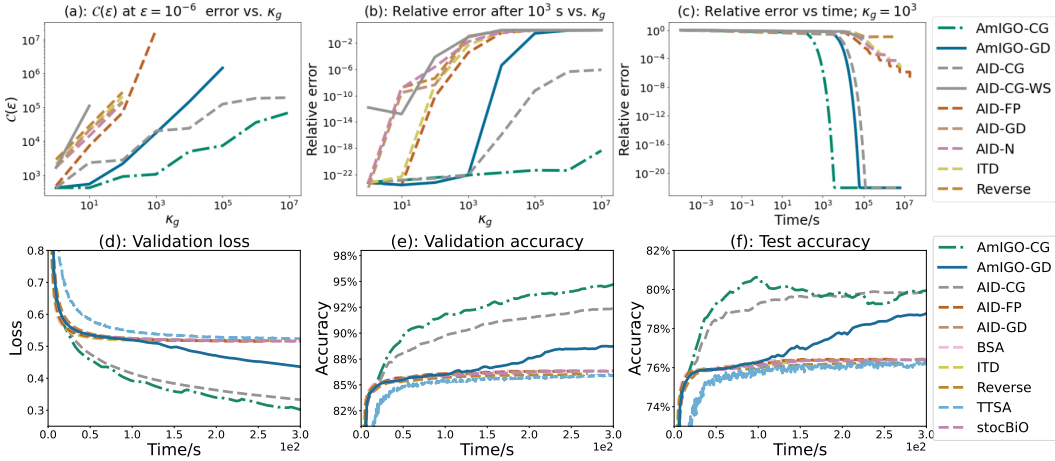 (a): C(ε) at ε = 10⁻⁶ error vs. κg
(b): Relative error after 10³ s vs. κg
(c): Relative error vs time; κg = 10³
C(ε)
10⁷
10⁶
10⁵
10⁴
10³
10¹
10³
10⁵
10⁷
κg
Relative error
10⁻²
10⁻⁶
10⁻¹⁰
10⁻¹⁴
10⁻¹⁸
10⁻²²
10¹
10³
10⁵
10⁷
κg
Relative error
10⁰
10⁻⁴
10⁻⁸
10⁻¹²
10⁻¹⁶
10⁻²⁰
10⁻³
10⁻¹
10¹
10³
10⁵
10⁷
Time/s
AmIGO-CG
AmIGO-GD
AID-CG
AID-CG-WS
AID-FP
AID-GD
AID-N
ITD
Reverse
(d): Validation loss
Loss
0.8
0.7
0.6
0.5
0.4
0.3
0.0
0.5
1.0
1.5
2.0
2.5
3.0
1e2
Time/s
(e): Validation accuracy
Accuracy
98%
95%
92%
90%
88%
85%
82%
0.0
0.5
1.0
1.5
2.0
2.5
3.0
1e2
Time/s
(f): Test accuracy
Accuracy
82%
80%
78%
76%
74%
0.0
0.5
1.0
1.5
2.0
2.5
3.0
1e2
Time/s
AmIGO-CG
AmIGO-GD
AID-CG
AID-FP
AID-GD
BSA
ITD
Reverse
TTSA
stocBiO